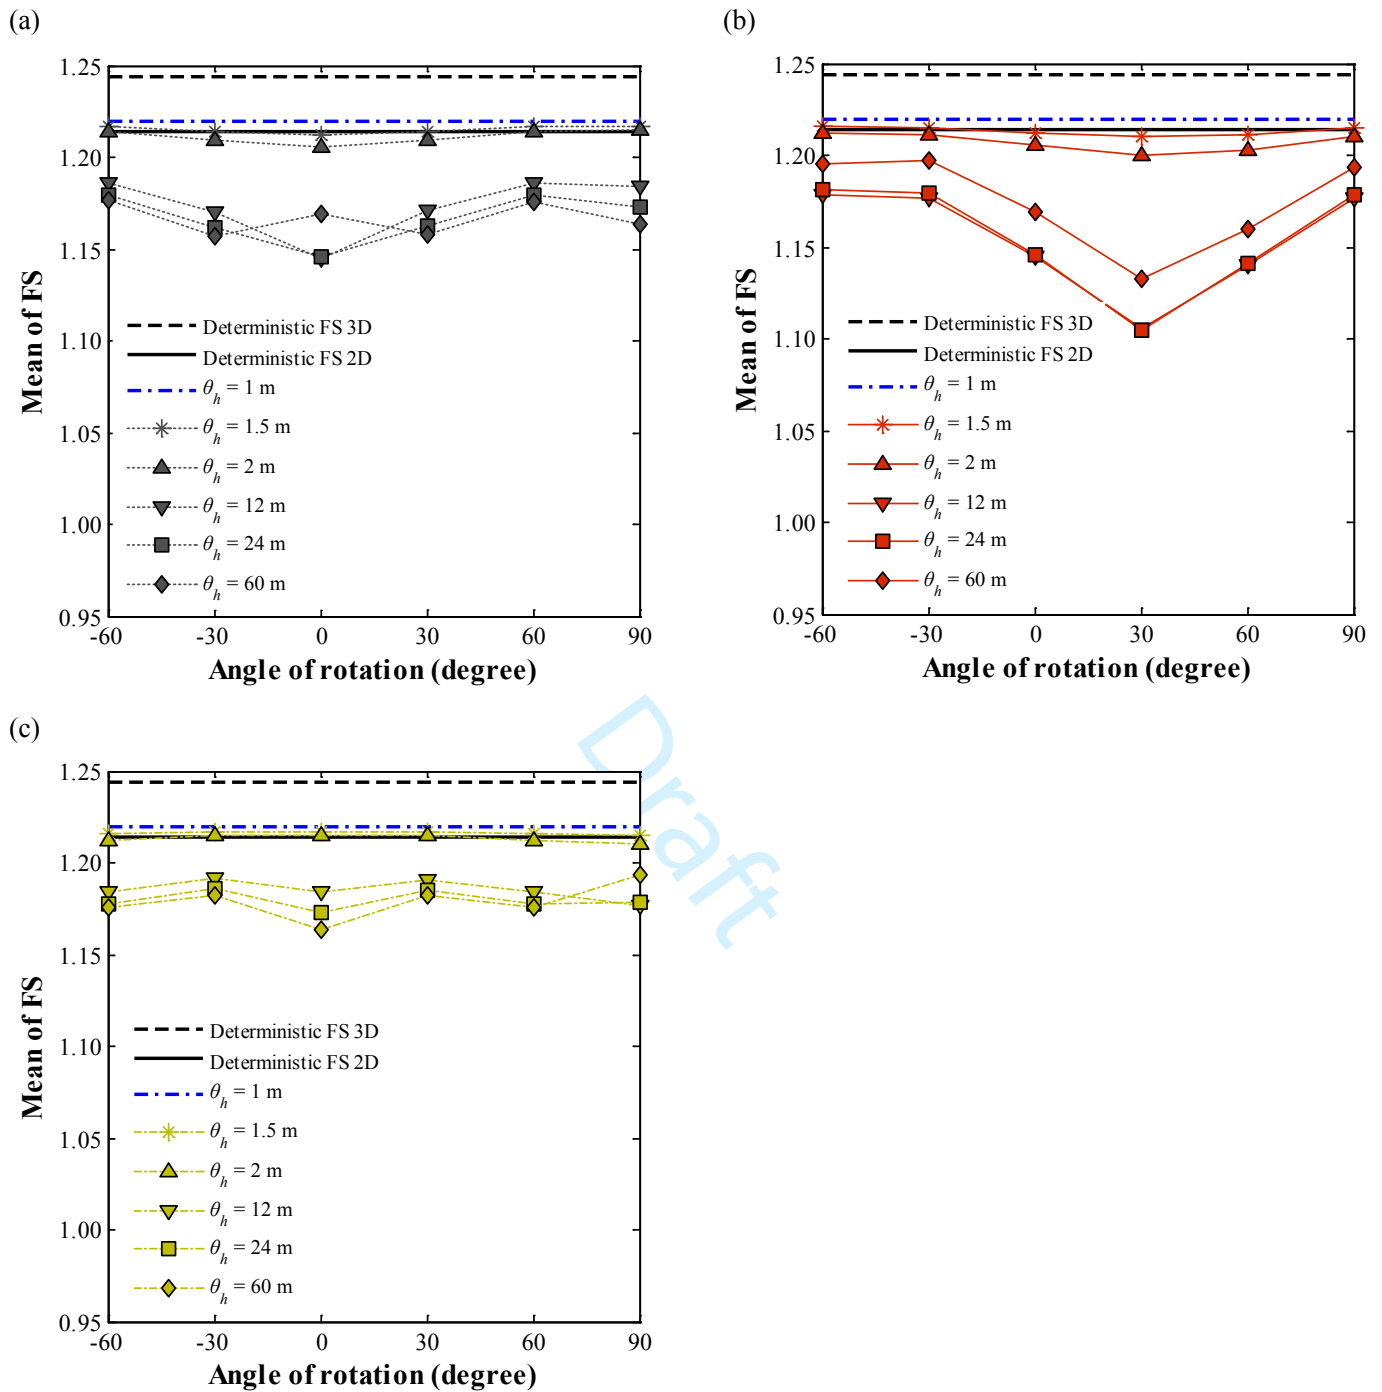 (a)
1.25
1.20
1.15
1.10
1.05
1.00
0.95
Mean of FS
Deterministic FS 3D
Deterministic FS 2D
θh = 1 m
θh = 1.5 m
θh = 2 m
θh = 12 m
θh = 24 m
θh = 60 m
-60 -30 0 30 60 90
Angle of rotation (degree)
(b)
1.25
1.20
1.15
1.10
1.05
1.00
0.95
Mean of FS
Deterministic FS 3D
Deterministic FS 2D
θh = 1 m
θh = 1.5 m
θh = 2 m
θh = 12 m
θh = 24 m
θh = 60 m
-60 -30 0 30 60 90
Angle of rotation (degree)
(c)
1.25
1.20
1.15
1.10
1.05
1.00
0.95
Mean of FS
Deterministic FS 3D
Deterministic FS 2D
θh = 1 m
θh = 1.5 m
θh = 2 m
θh = 12 m
θh = 24 m
θh = 60 m
-60 -30 0 30 60 90
Angle of rotation (degree)
Draft